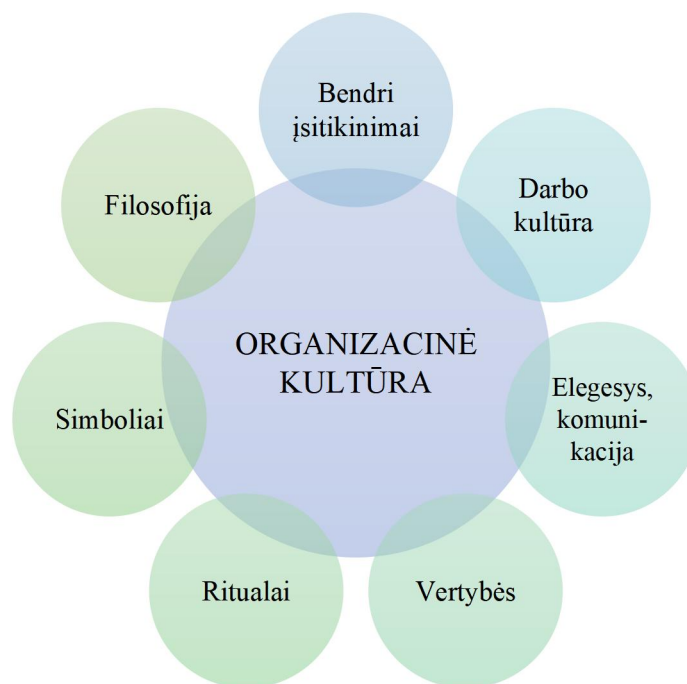 Bendri
įsitikinimai
Darbo
kultūra
Elegesys,
komuni-
kacija
Vertybės
Ritualai
Simboliai
Filosofija
ORGANIZACINĖ
KULTŪRA